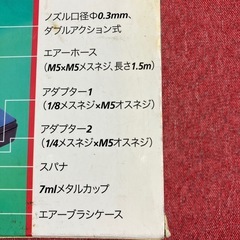 ノズル口径Φ0.3mm、
ダブルアクション式
エアーホース
(M5×M5メスネジ、長さ1.5m)
アダプター1
(1/8メスネジ×M5オスネジ)
アダプター2
(1/4メスネジ×M5オスネジ)
スパナ
7mlメタルカップ
エアーブラシケース